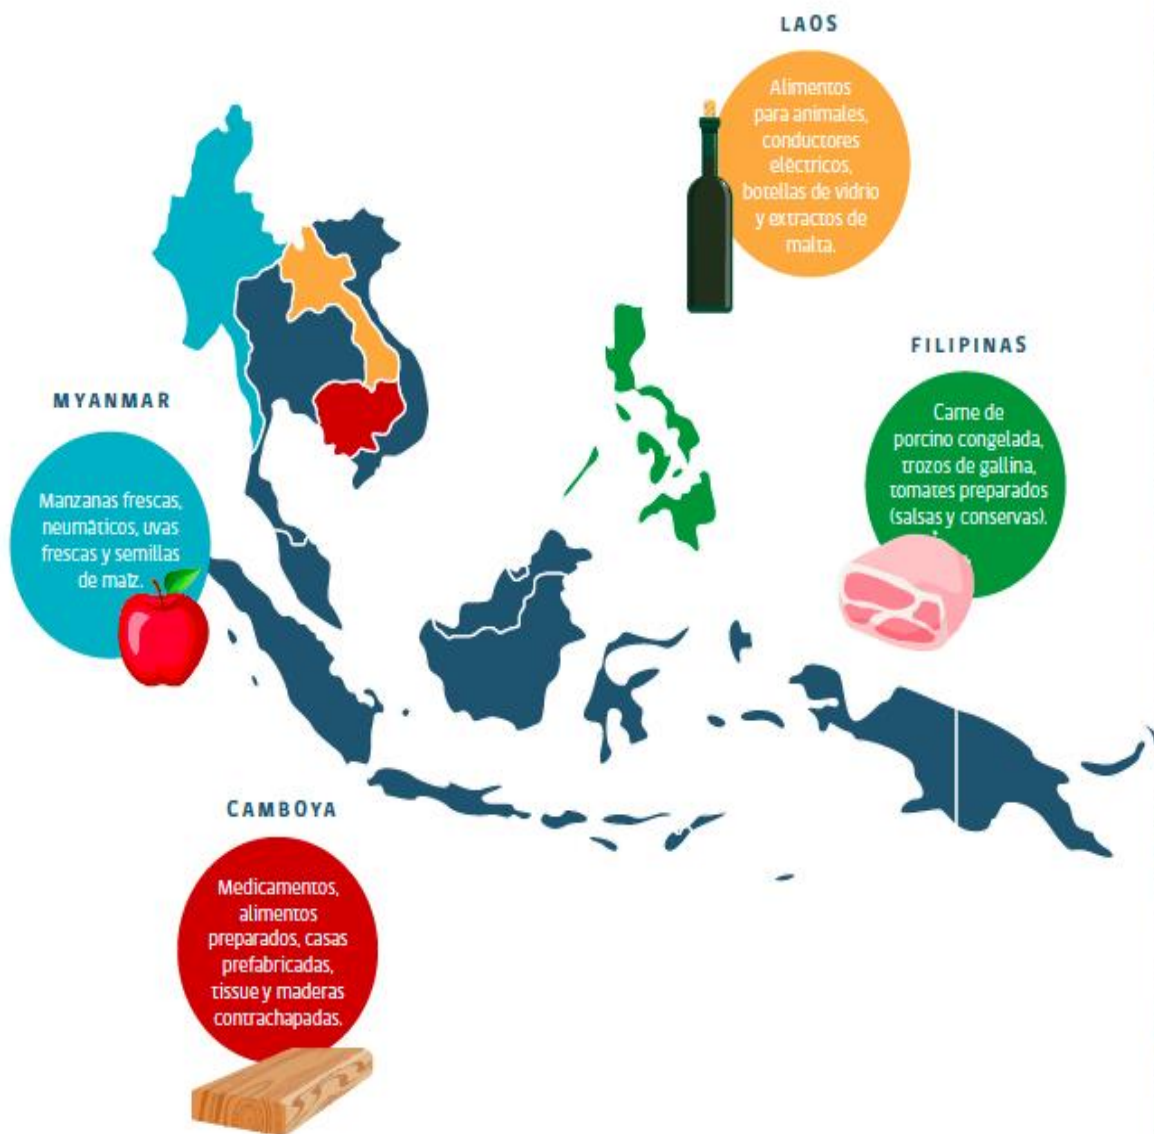 LAOS
Alimentos
para animales,
conductores
eléctricos,
botellas de vidrio
y extractos de
malta.
FILIPINAS
Carne de
porcino congelada,
trozos de gallina,
tomates preparados
(salsas y conservas).
MYANMAR
Manzanas frescas,
neumáticos, uvas
frescas y semillas
de maíz.
CAMBOYA
Medicamentos,
alimentos
preparados, casas
prefabricadas,
tissue y maderas
contrachapadas.